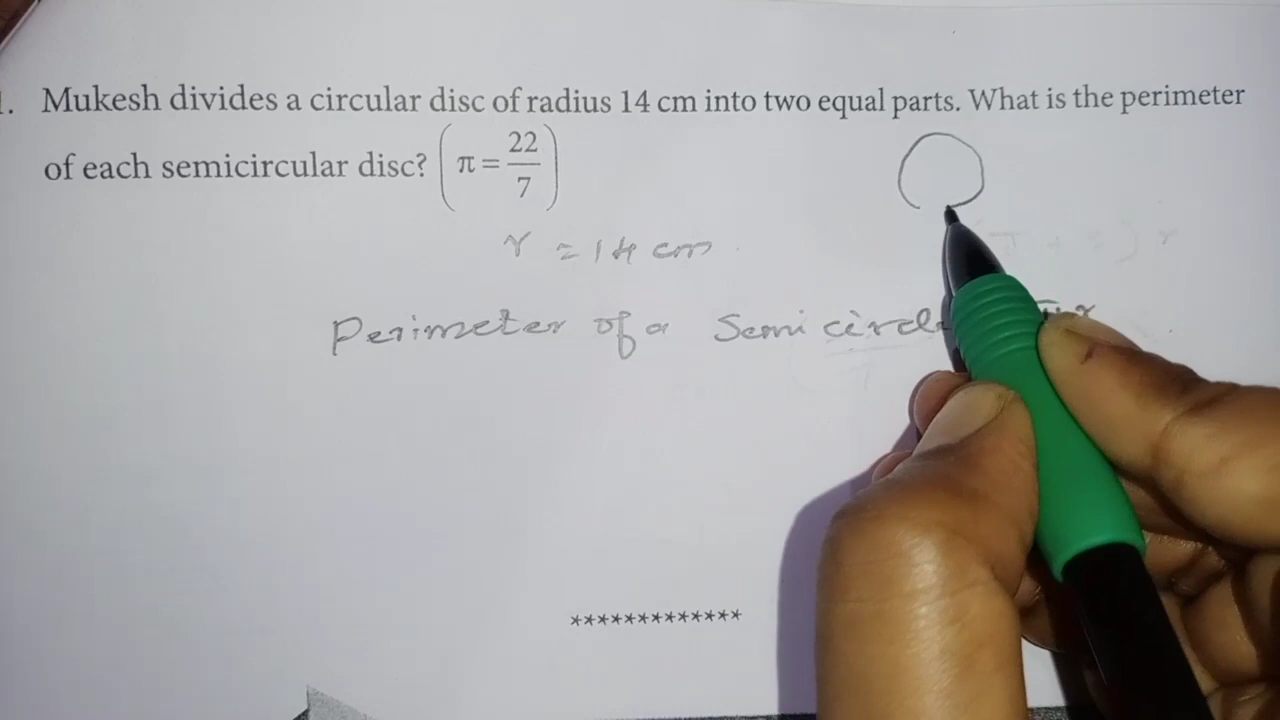 . Mukesh divides a circular disc of radius 14 cm into two equal parts. What is the perimeter
of each semicircular disc? (π = 22/7)
r = 14 cm
Perimeter of a Semi circle
*************